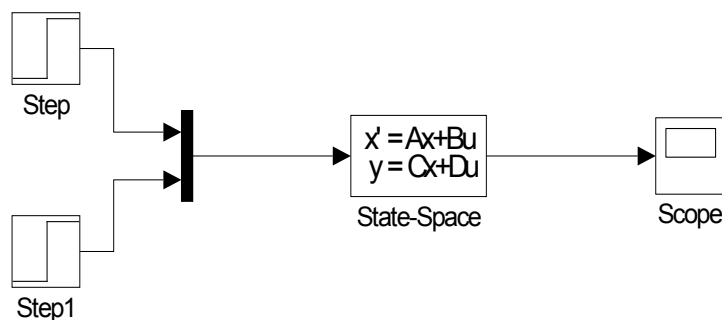 Step
x' = Ax+Bu
y = Cx+Du
State-Space
Scope
Step1